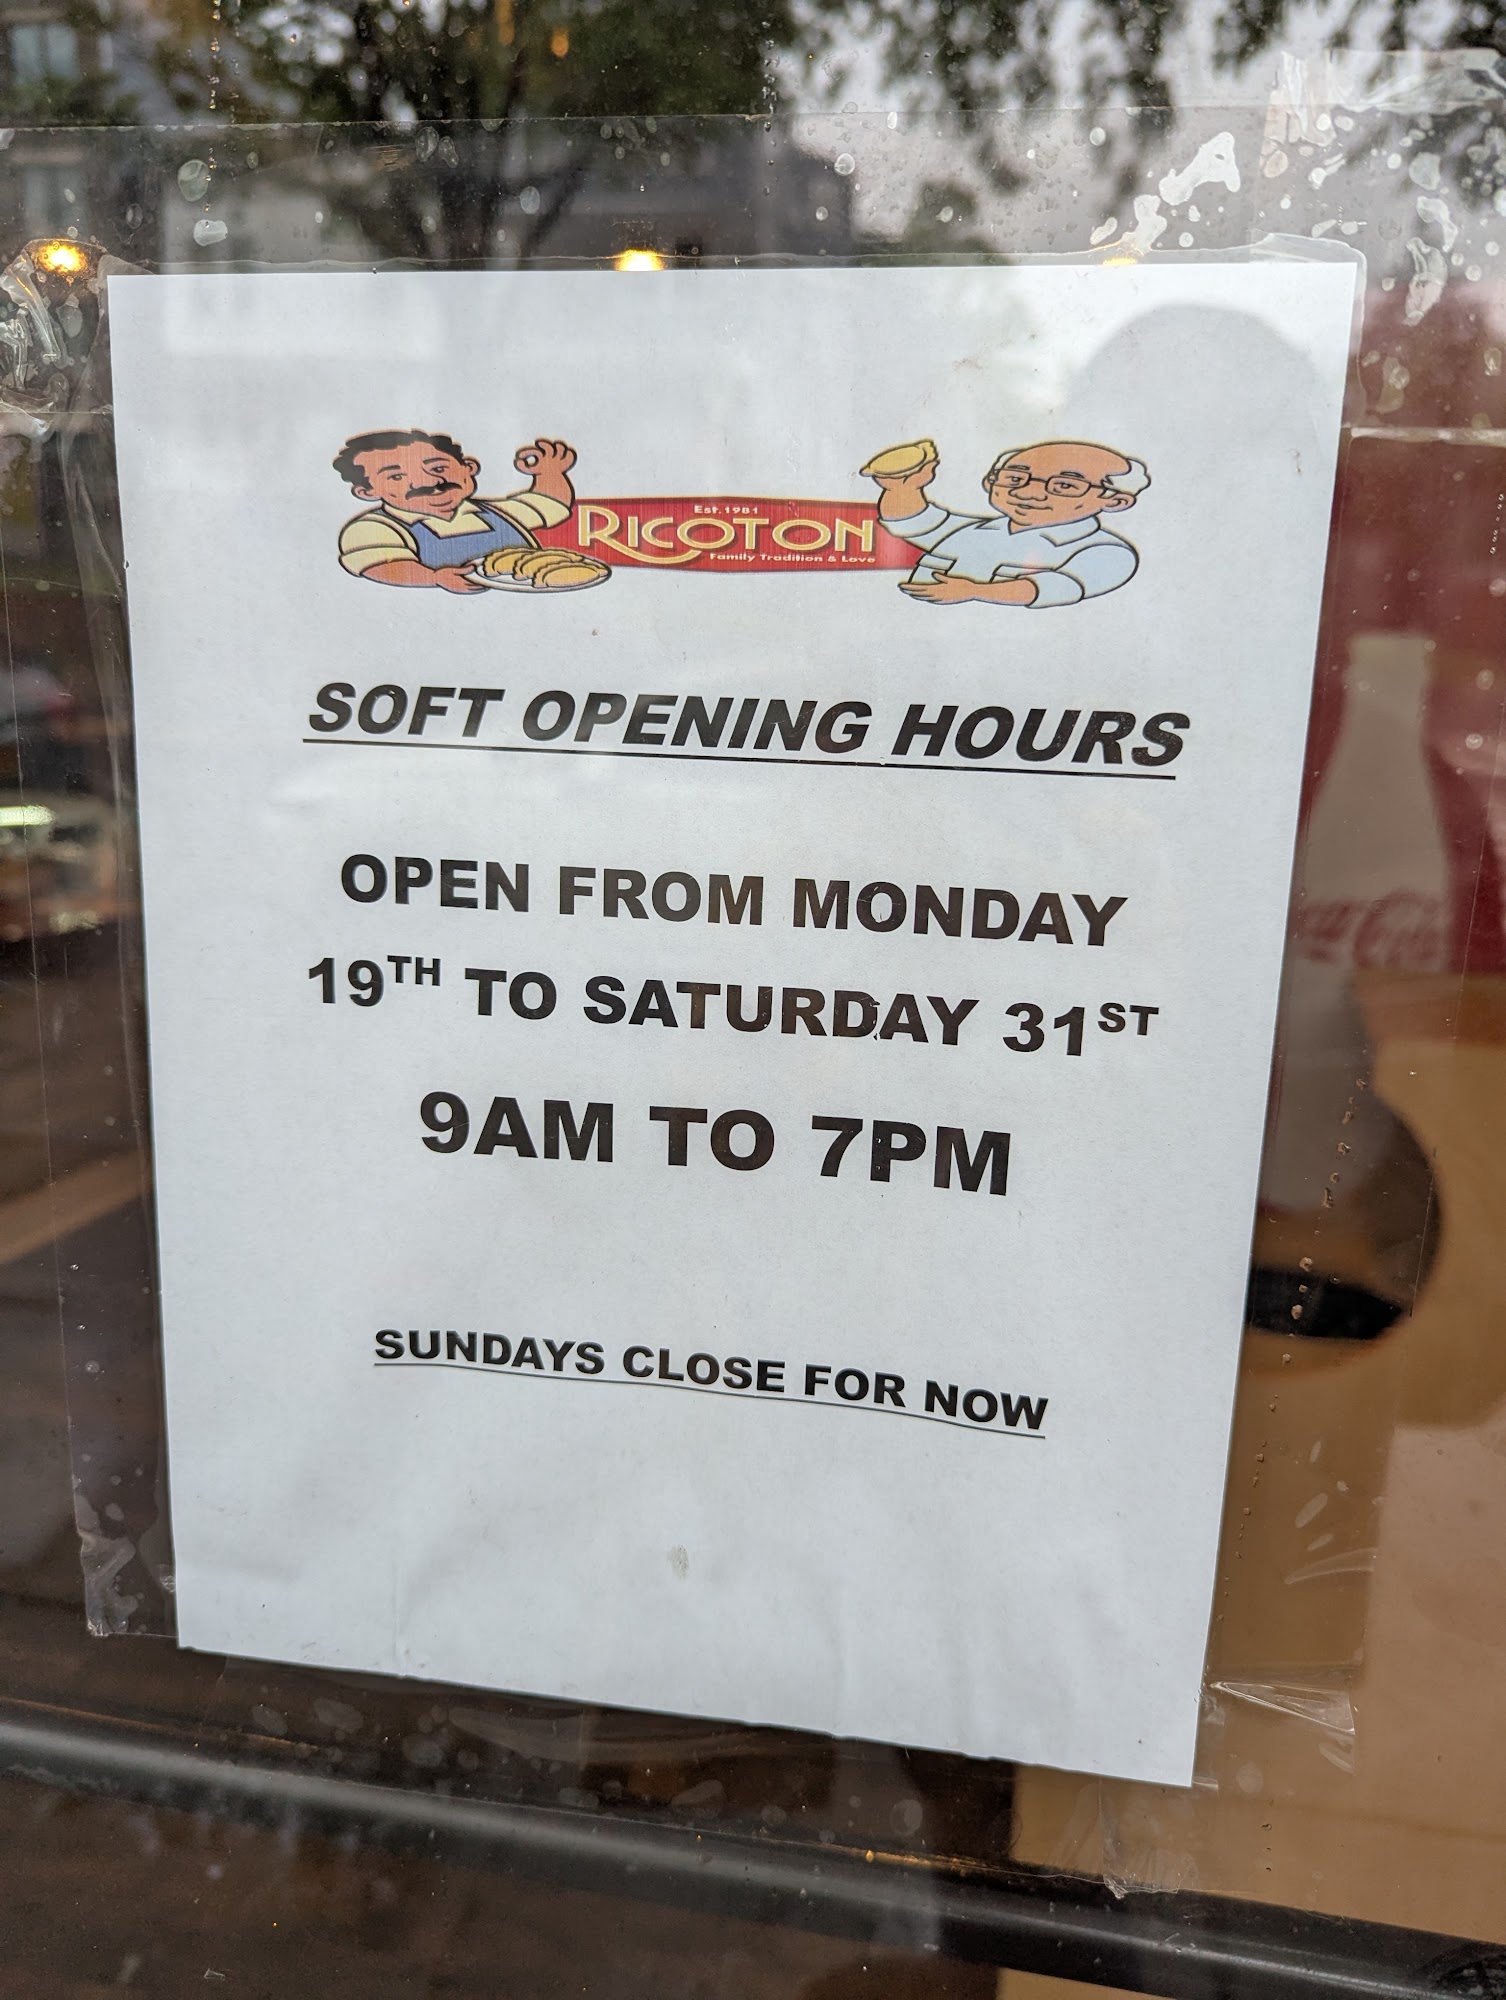 Est. 1981
RICOTON
Family Tradition & Love
SOFT OPENING HOURS
OPEN FROM MONDAY
19TH TO SATURDAY 31ST
9AM TO 7PM
SUNDAYS CLOSE FOR NOW